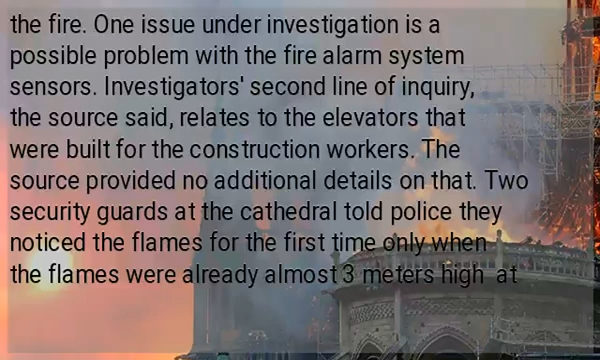 the fire. One issue under investigation is a
possible problem with the fire alarm system
sensors. Investigators' second line of inquiry,
the source said, relates to the elevators that
were built for the construction workers. The
source provided no additional details on that. Two
security guards at the cathedral told police they
noticed the flames for the first time only when
the flames were already almost 3 meters high  at